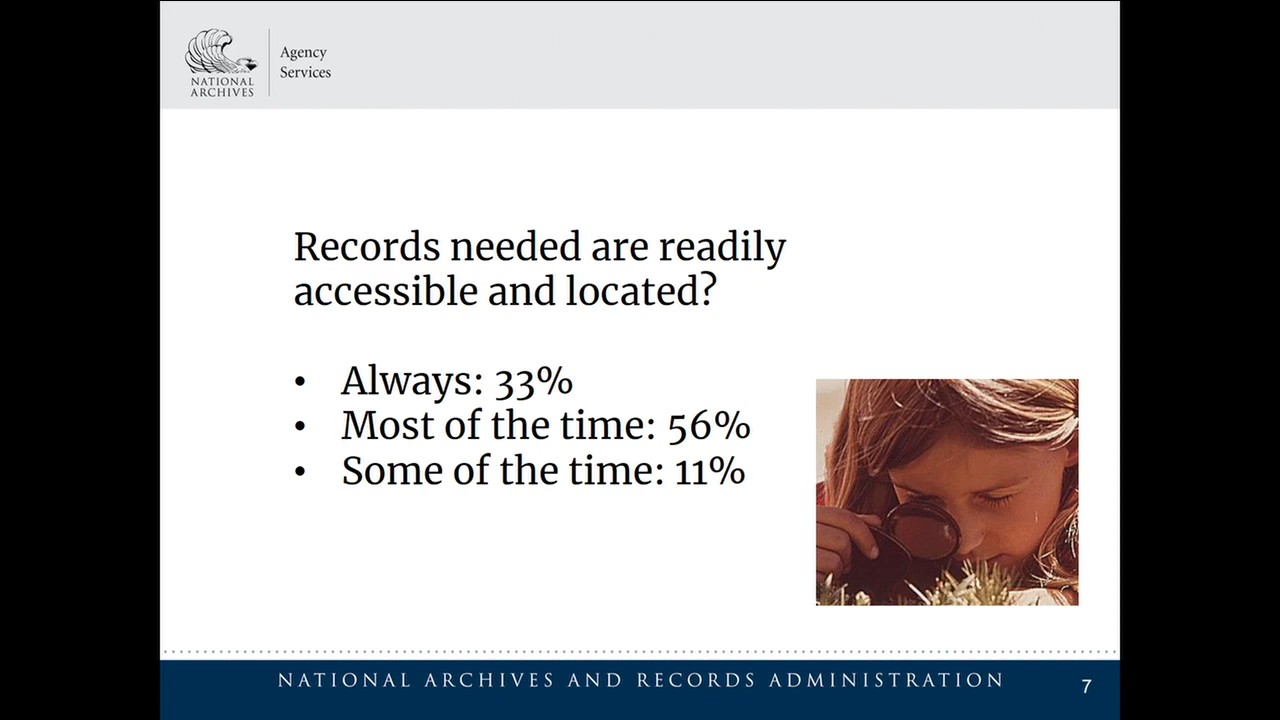 NATIONAL
ARCHIVES
Agency
Services
Records needed are readily
accessible and located?
• Always: 33%
• Most of the time: 56%
• Some of the time: 11%
NATIONAL ARCHIVES AND RECORDS ADMINISTRATION
7